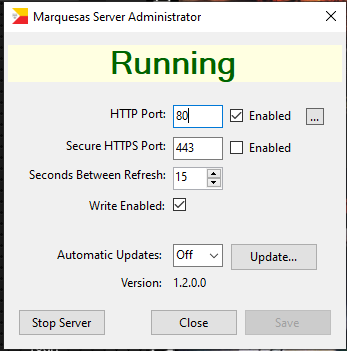 Marquesas Server Administrator
Running
HTTP Port: 80 Enabled ...
Secure HTTPS Port: 443 Enabled
Seconds Between Refresh: 15
Write Enabled:
Automatic Updates: Off Update...
Version: 1.2.0.0
Stop Server Close Save